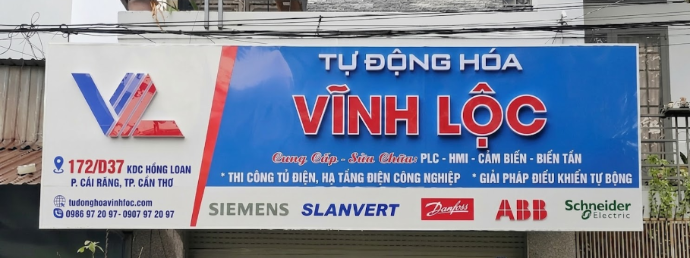 TỰ ĐỘNG HÓA
VĨNH LỘC
Cung Cấp - Sửa Chữa: PLC - HMI - CẢM BIẾN - BIẾN TẦN
* THI CÔNG TỦ ĐIỆN, HẠ TẦNG ĐIỆN CÔNG NGHIỆP * GIẢI PHÁP ĐIỀU KHIỂN TỰ ĐỘNG
172/D37 KDC HỒNG LOAN
P. CÁI RĂNG, TP. CẦN THƠ
tudonghoavinhloc.com
0986 97 20 97 - 0907 97 20 97
SIEMENS SLANVERT Danfoss ABB Schneider
Electric